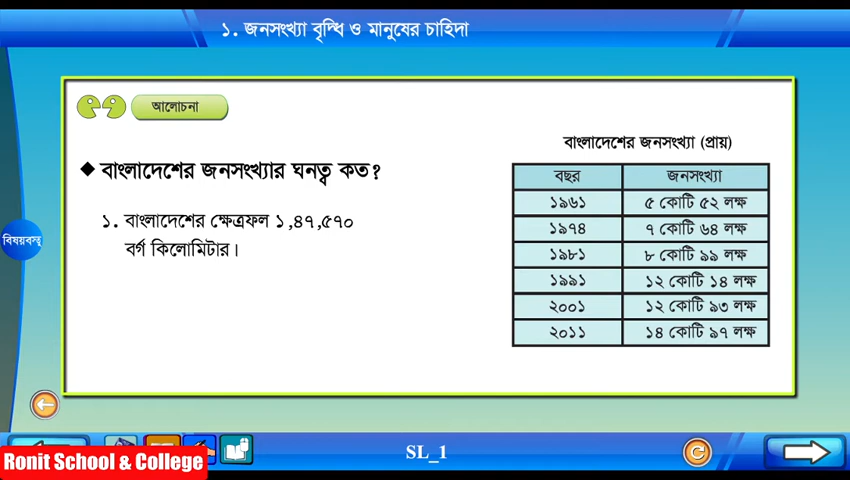 ১. জনসংখ্যা বৃদ্ধি ও মানুষের চাহিদা
আলোচনা
বাংলাদেশের জনসংখ্যার ঘনত্ব কত?
১. বাংলাদেশের ক্ষেত্রফল ১,৪৭,৫৭০
বর্গ কিলোমিটার।
বাংলাদেশের জনসংখ্যা (প্রায়)
বছর জনসংখ্যা
১৯৬১ ৫ কোটি ৫২ লক্ষ
১৯৭৪ ৭ কোটি ৬৪ লক্ষ
১৯৮১ ৮ কোটি ৯৯ লক্ষ
১৯৯১ ১২ কোটি ১৪ লক্ষ
২০০১ ১২ কোটি ৯৩ লক্ষ
২০১১ ১৪ কোটি ৯৭ লক্ষ
বিষয়বস্তু
SL_1
Ronit School & College